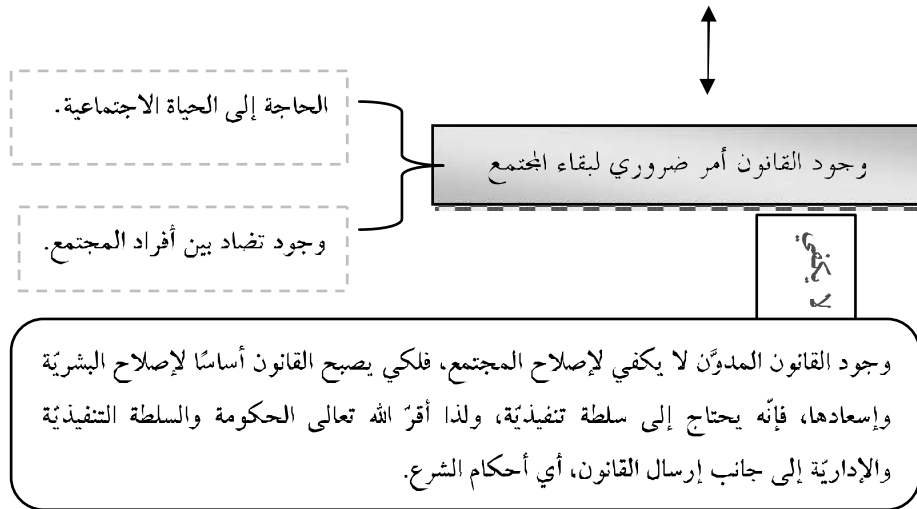 الحاجة إلى الحياة الاجتماعية.
وجود القانون أمر ضروري لبقاء المجتمع
وجود تضاد بين أفراد المجتمع.
لا يكفي
وجود القانون المدوَّن لا يكفي لإصلاح المجتمع، فلكي يصبح القانون أساسًا لإصلاح البشريّة
وإسعادها، فإنّه يحتاج إلى سلطة تنفيذيّة، ولذا أقرّ الله تعالى الحكومة والسلطة التنفيذيّة
والإداريّة إلى جانب إرسال القانون، أي أحكام الشرع.